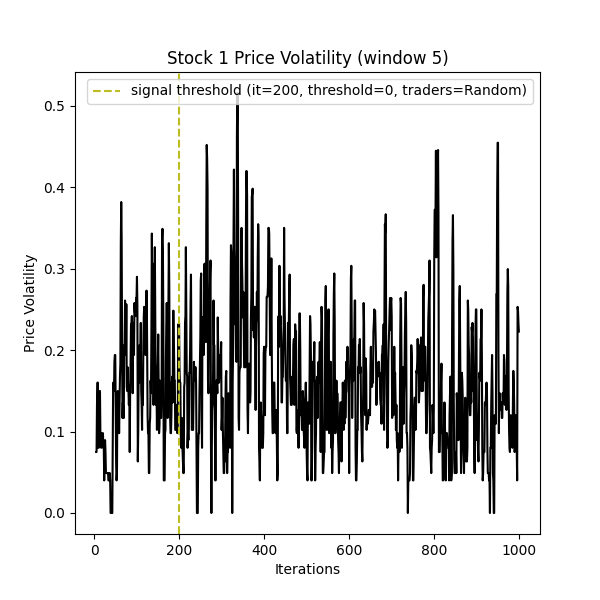 Stock 1 Price Volatility (window 5)
signal threshold (it=200, threshold=0, traders=Random)
0.5
0.4
0.3
0.2
0.1
0.0
Price Volatility
0 200 400 600 800 1000
Iterations